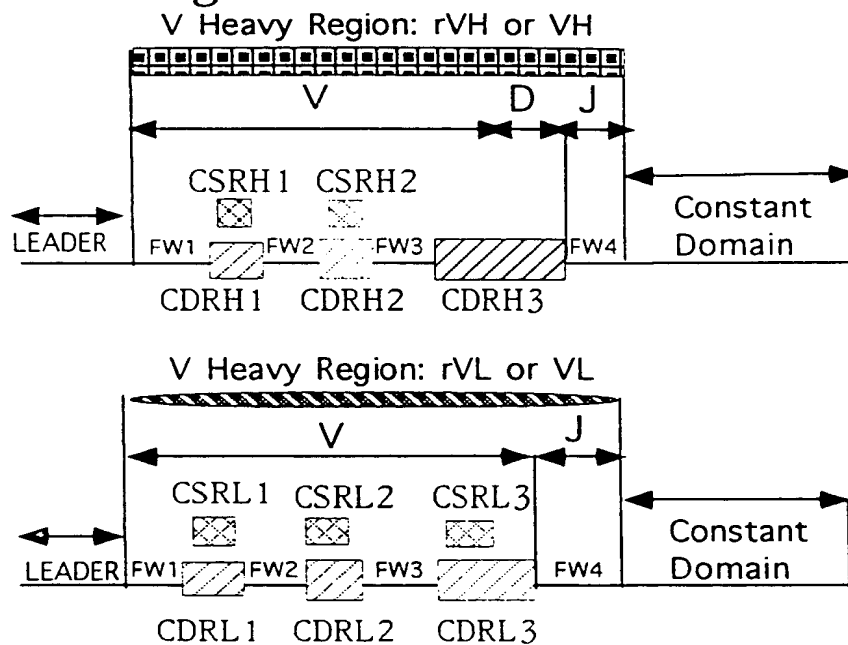 V Heavy Region: rVH or VH
V D J
CSRH1 CSRH2
Constant
Domain
LEADER FW1 FW2 FW3 FW4
CDRH1 CDRH2 CDRH3
V Heavy Region: rVL or VL
V J
CSRL1 CSRL2 CSRL3
Constant
Domain
LEADER FW1 FW2 FW3 FW4
CDRL1 CDRL2 CDRL3